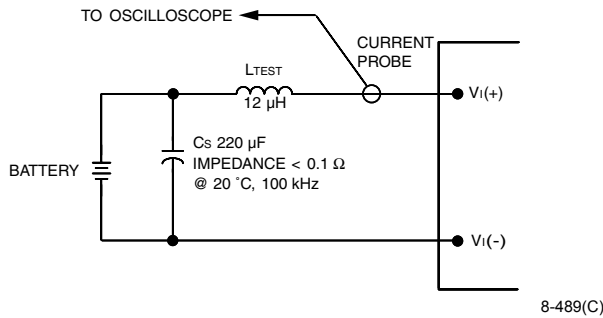 TO OSCILLOSCOPE
CURRENT
PROBE
LTEST
12 μH
VI(+)
CS 220 μF
IMPEDANCE < 0.1 Ω
@ 20 ˚C, 100 kHz
BATTERY
VI(-)
8-489(C)